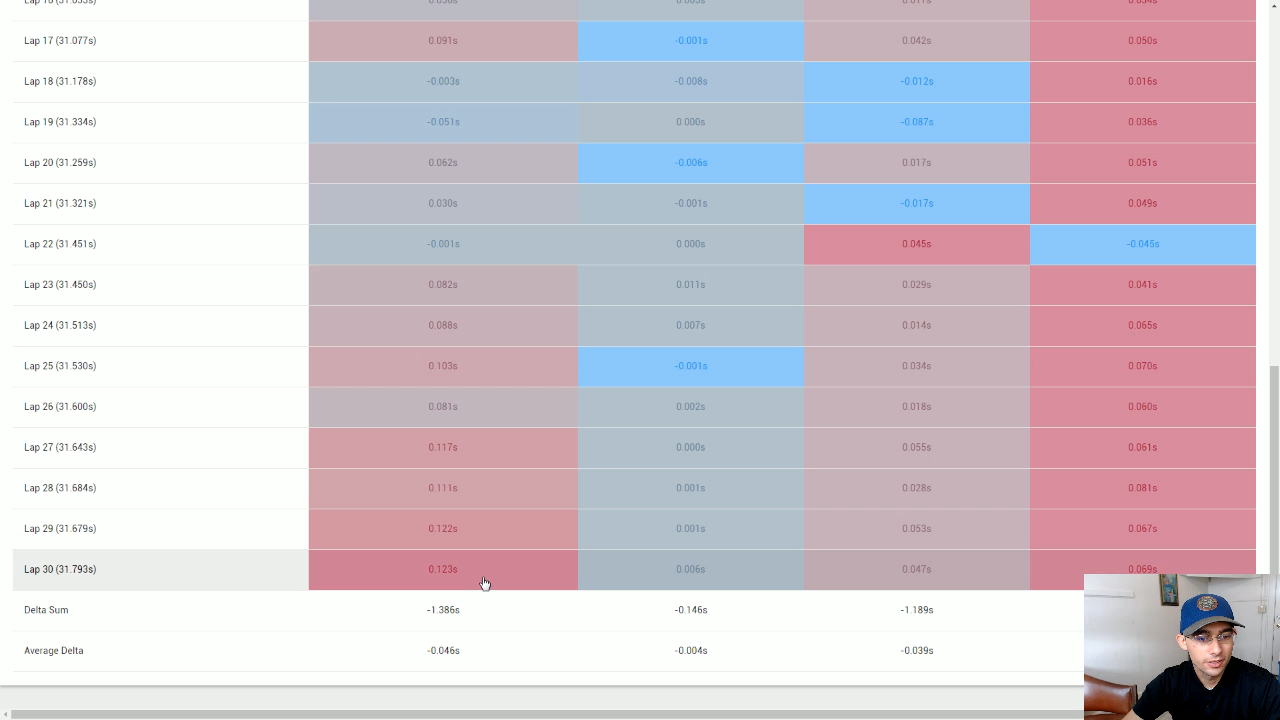 Lap 17 (31.077s) 0.091s -0.001s 0.042s 0.050s
Lap 18 (31.178s) -0.003s -0.008s -0.012s 0.016s
Lap 19 (31.334s) -0.051s 0.000s -0.087s 0.036s
Lap 20 (31.259s) 0.062s -0.006s 0.017s 0.051s
Lap 21 (31.321s) 0.030s -0.001s -0.017s 0.049s
Lap 22 (31.451s) -0.001s 0.000s 0.045s -0.045s
Lap 23 (31.450s) 0.082s 0.011s 0.029s 0.041s
Lap 24 (31.513s) 0.088s 0.007s 0.014s 0.065s
Lap 25 (31.530s) 0.103s -0.001s 0.034s 0.070s
Lap 26 (31.600s) 0.081s 0.002s 0.018s 0.060s
Lap 27 (31.643s) 0.117s 0.000s 0.055s 0.061s
Lap 28 (31.684s) 0.111s 0.001s 0.028s 0.081s
Lap 29 (31.679s) 0.122s 0.001s 0.053s 0.067s
Lap 30 (31.793s) 0.123s 0.006s 0.047s 0.069s
Delta Sum -1.386s -0.146s -1.189s
Average Delta -0.046s -0.004s -0.039s